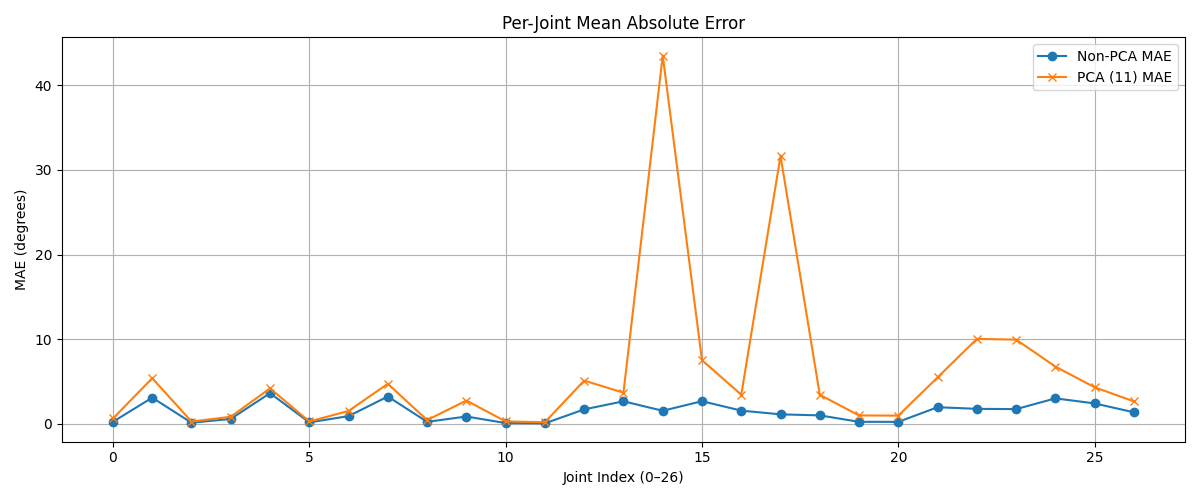 Per-Joint Mean Absolute Error
Non-PCA MAE
PCA (11) MAE
MAE (degrees)
40
30
20
10
0
0 5 10 15 20 25
Joint Index (0–26)